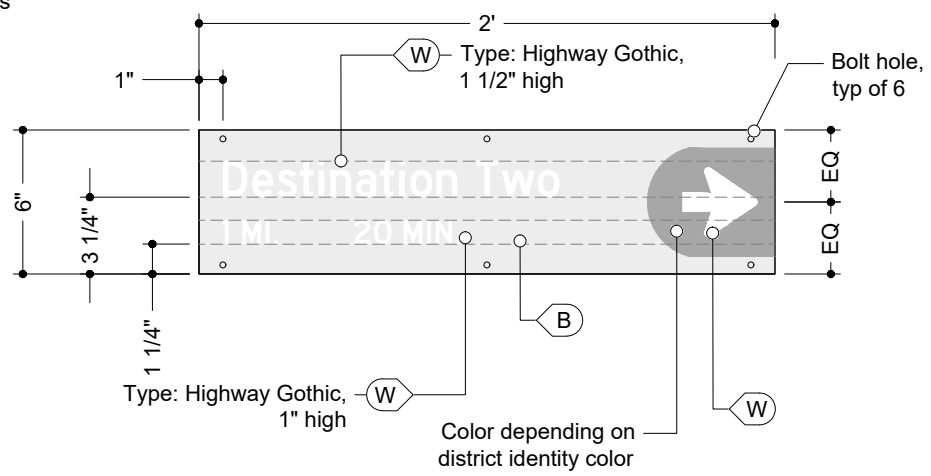 2'
W
Type: Highway Gothic,
1 1/2" high
Bolt hole,
typ of 6
1"
6"
3 1/4"
1 1/4"
Destination Two
1 MI.
20 MIN
EQ
EQ
B
Type: Highway Gothic,
1" high
W
W
Color depending on
district identity color